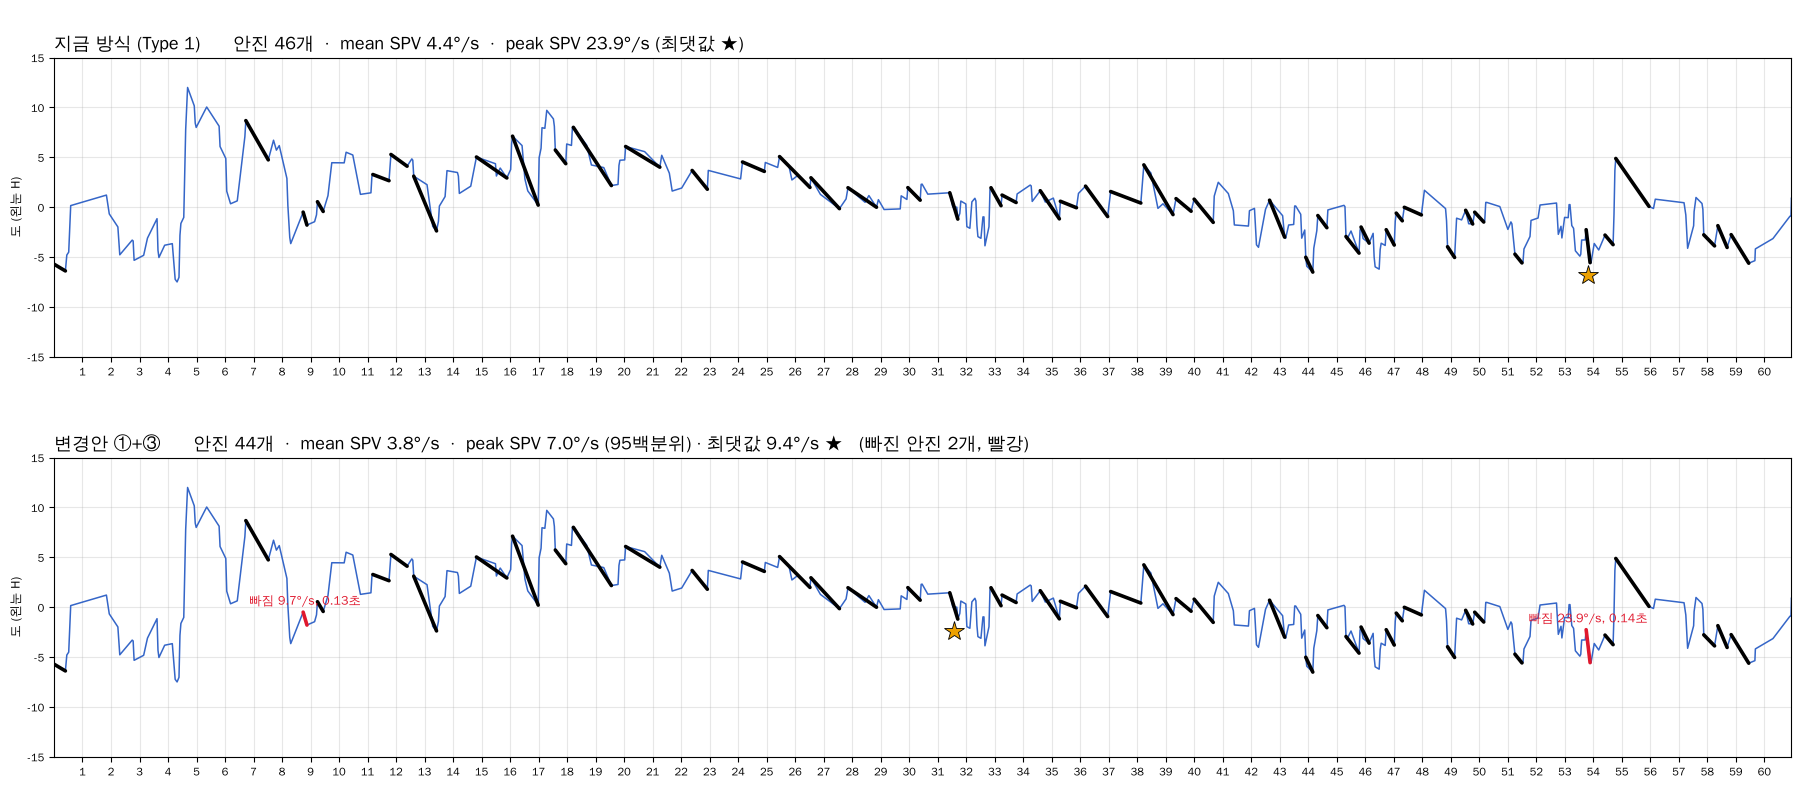 지금 방식 (Type 1)   안진 46개 · mean SPV 4.4°/s · peak SPV 23.9°/s (최댓값 ★)
15
10
5
0
-5
-10
-15
도 (왼눈 H)
1 2 3 4 5 6 7 8 9 10 11 12 13 14 15 16 17 18 19 20 21 22 23 24 25 26 27 28 29 30 31 32 33 34 35 36 37 38 39 40 41 42 43 44 45 46 47 48 49 50 51 52 53 54 55 56 57 58 59 60
변경안 ①+③   안진 44개 · mean SPV 3.8°/s · peak SPV 7.0°/s (95백분위) · 최댓값 9.4°/s ★ (빠진 안진 2개, 빨강)
15
10
5
0
-5
-10
-15
도 (왼눈 H)
빠짐 9.7°/s, 0.13초
빠짐 23.9°/s, 0.14초
1 2 3 4 5 6 7 8 9 10 11 12 13 14 15 16 17 18 19 20 21 22 23 24 25 26 27 28 29 30 31 32 33 34 35 36 37 38 39 40 41 42 43 44 45 46 47 48 49 50 51 52 53 54 55 56 57 58 59 60